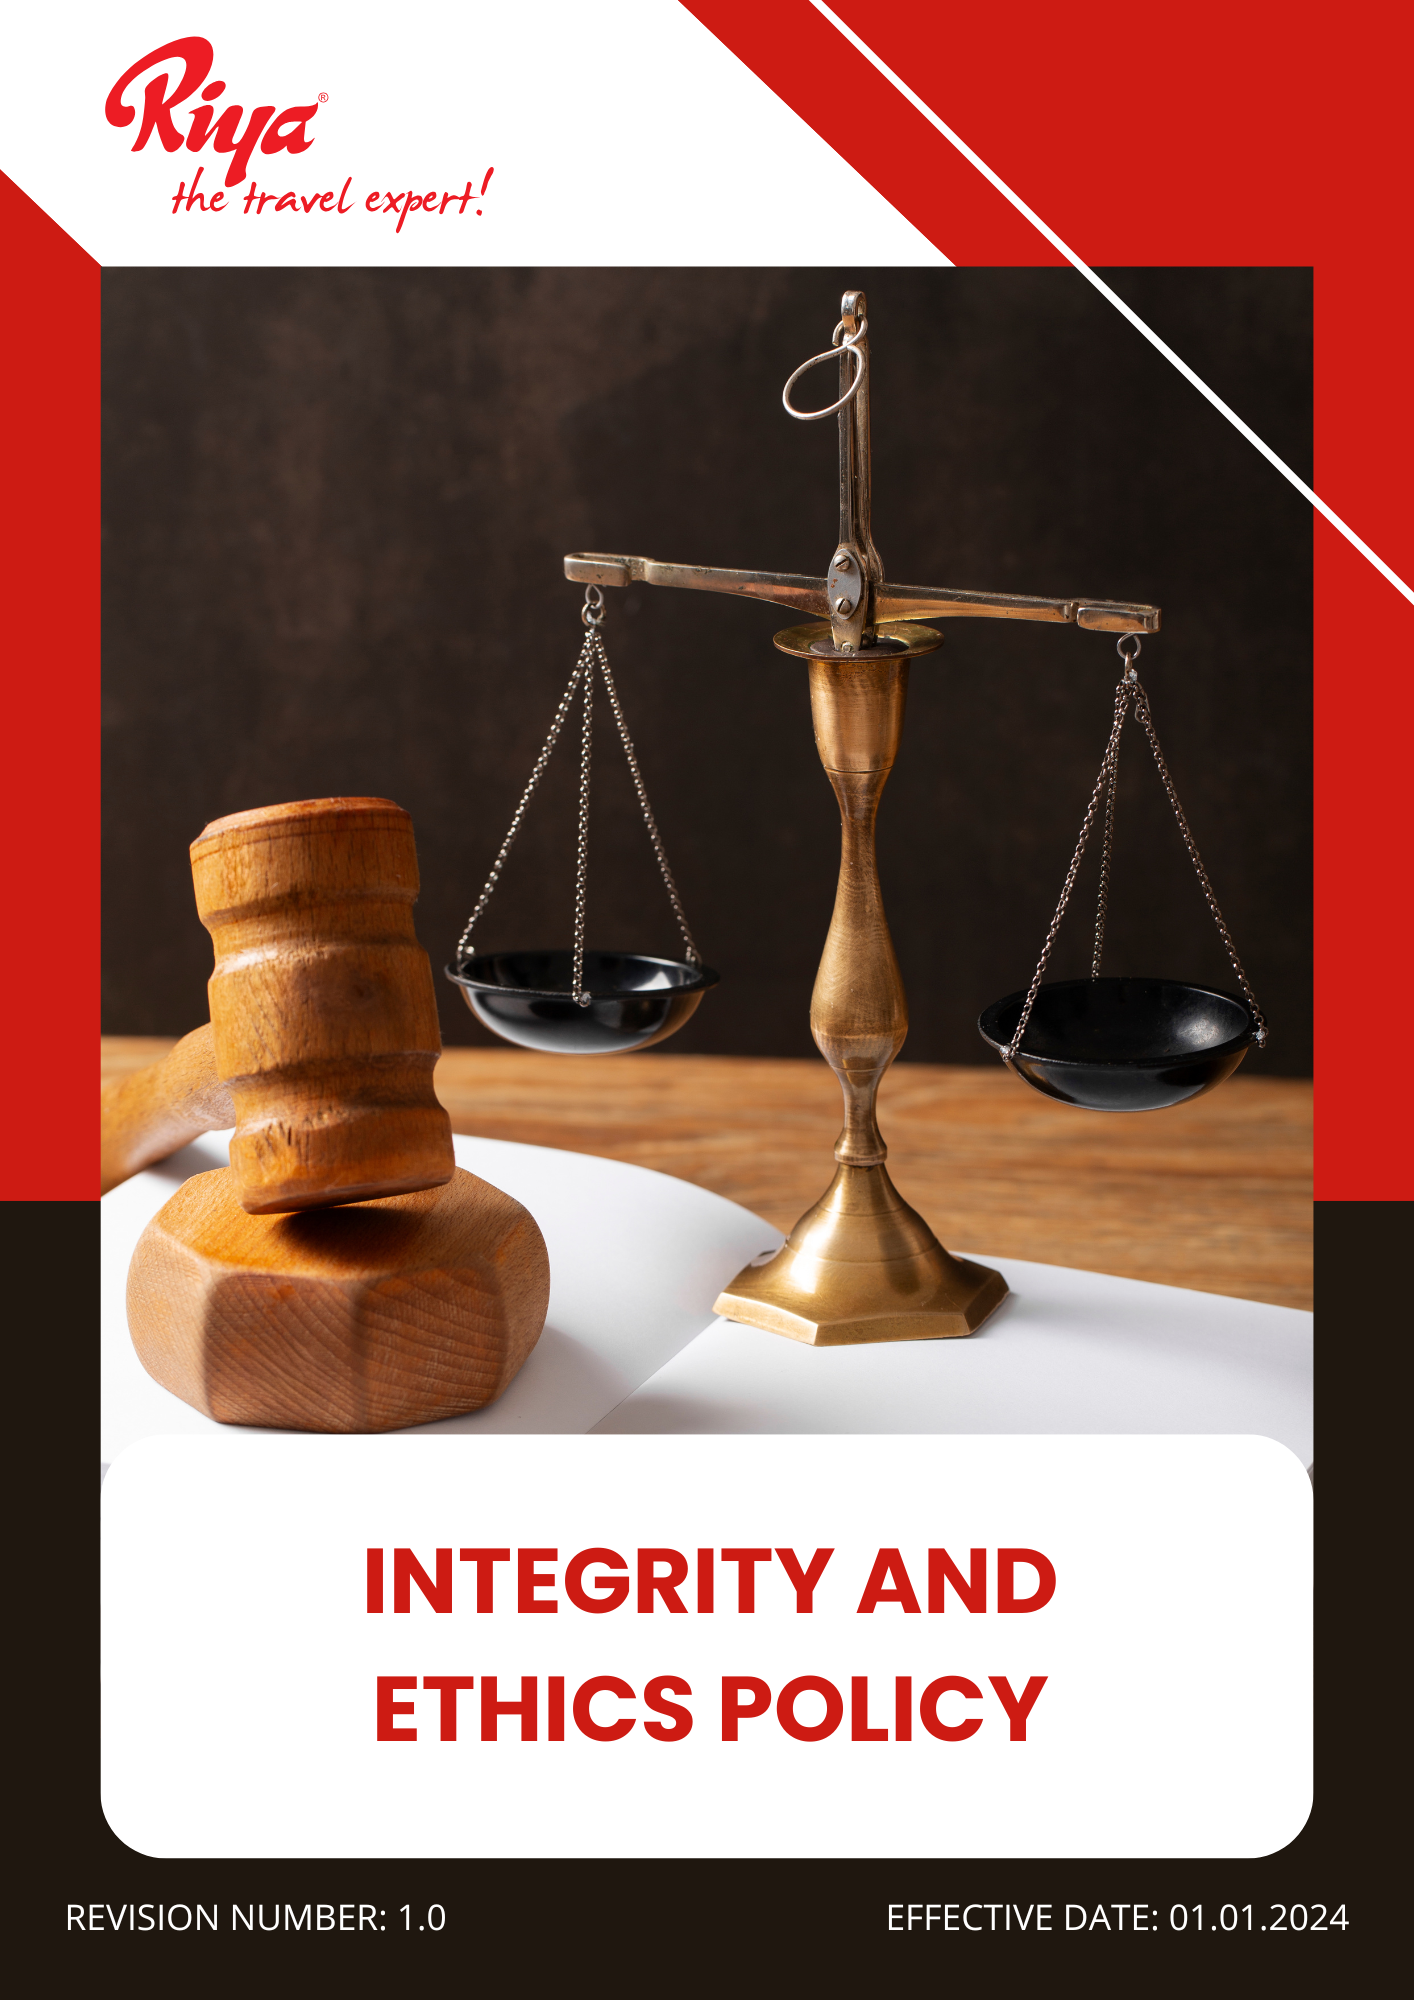 Riya®
the travel expert!
INTEGRITY AND
ETHICS POLICY
REVISION NUMBER: 1.0
EFFECTIVE DATE: 01.01.2024